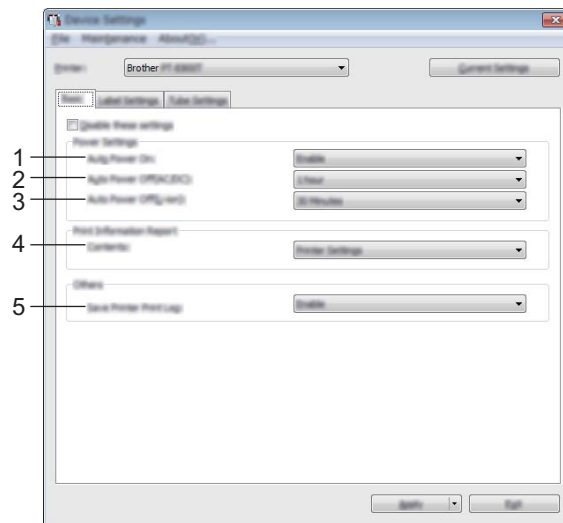 Device Settings
File Maintenance
Printer: Brother Current Settings
Basic Label Settings Tube Settings
Disable these settings
Power Settings
1 Auto Power On: Enable
2 Auto Power Off(AC/DC): 1 hour
3 Auto Power Off(Li-ion): 30 Minutes
Print Information Report
4 Contents: Printer Settings
Others
5 Save Printer Print Log: Enable
Apply Exit